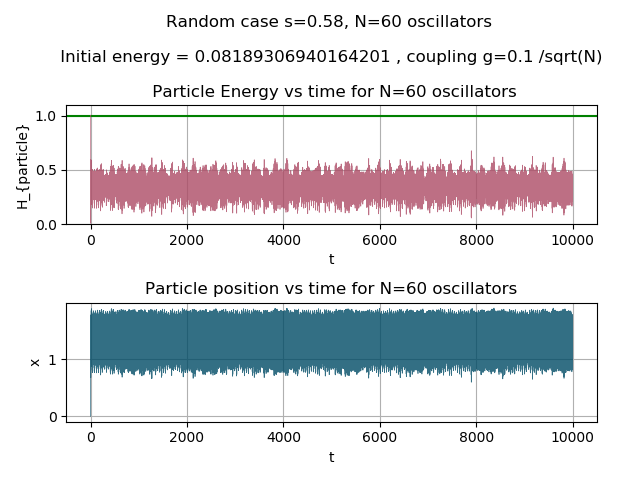 Random case s=0.58, N=60 oscillators
Initial energy = 0.08189306940164201 , coupling g=0.1 /sqrt(N)
Particle Energy vs time for N=60 oscillators
H_{particle}
1.0
0.5
0.0
0 2000 4000 6000 8000 10000
t
Particle position vs time for N=60 oscillators
x
1
0
0 2000 4000 6000 8000 10000
t